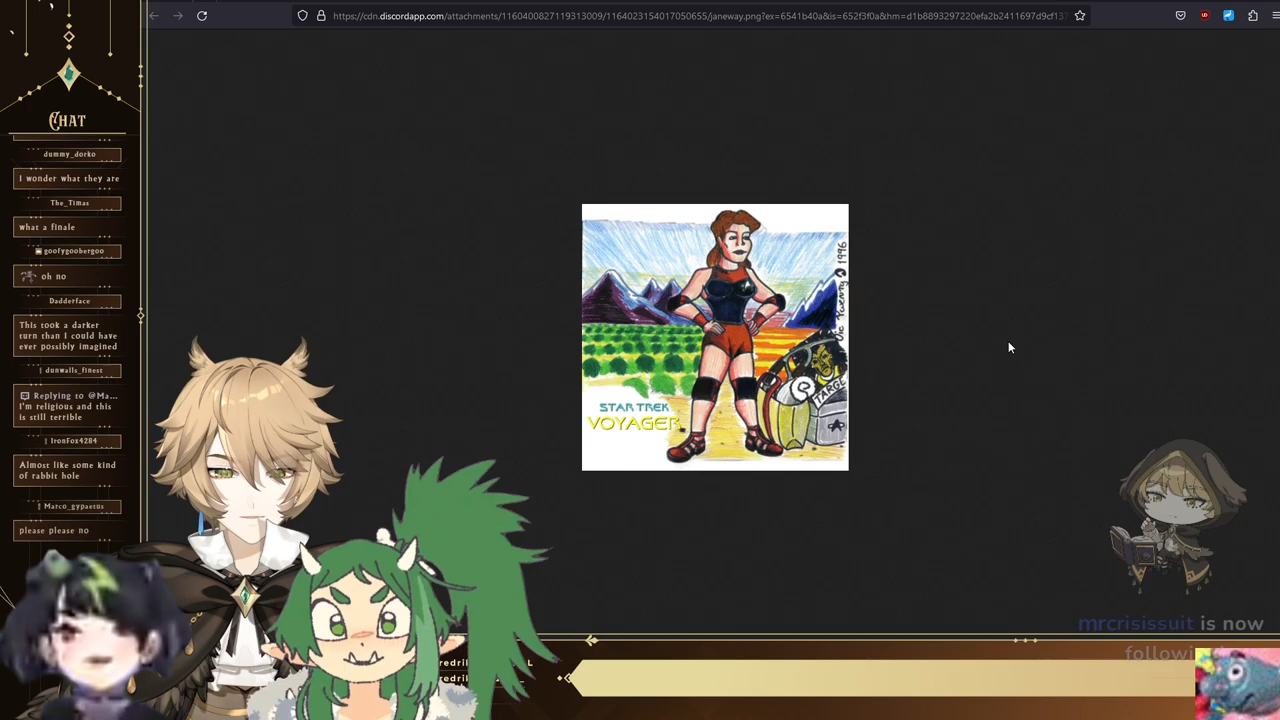 https://cdn.discordapp.com/attachments/1160400827119313009/1164023154017050655/janeway.png?ex=6541b40a&is=652f3f0a&hm=d1b8893297220efa2b2411697d9cf137
CHAT
dummy_dorko
I wonder what they are
The_Timas
what a finale
goofygoobergoo
oh no
Dadderface
This took a darker
turn than I could have
ever possibly imagined
dunwalls_finest
Replying to @Ma...
I'm religious and this
is still terrible
IronFox4284
Almost like some kind
of rabbit hole
Marco_gypaetus
please please no
STAR TREK
VOYAGER
TARGE
1996
mrcrisissuit is now